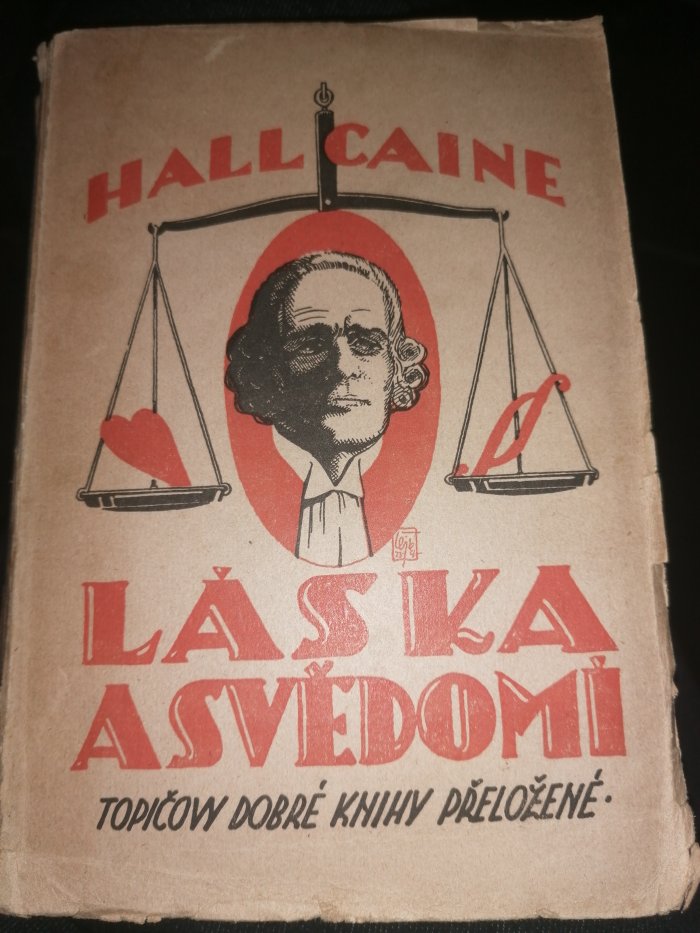 HALL CAINE
LÁSKA
A SVĚDOMÍ
TOPIČOVY DOBRÉ KNIHY PŘELOŽENÉ.